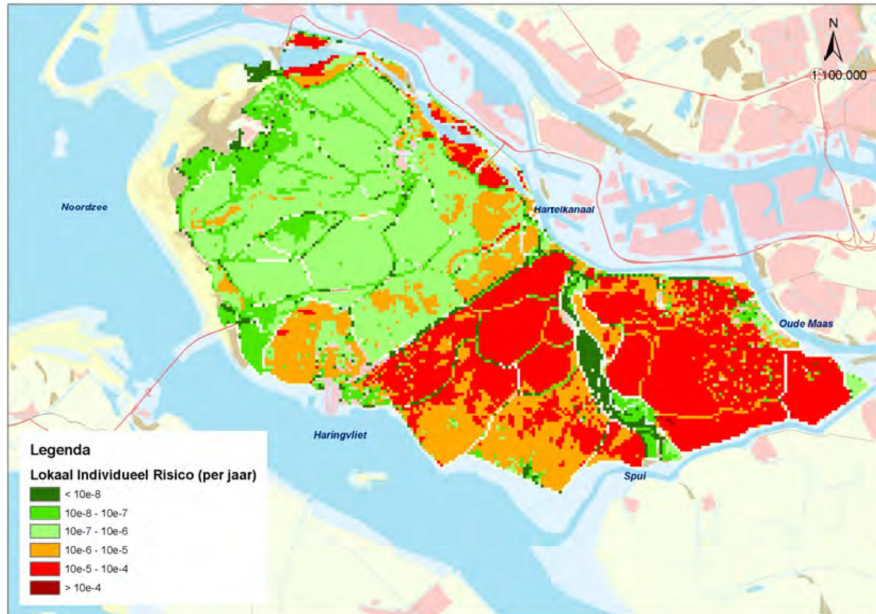 N
1:100.000
Noordzee
Hartelkanaal
Oude Maas
Haringvliet
Spui
Legenda
Lokaal Individueel Risico (per jaar)
< 10e-8
10e-8 - 10e-7
10e-7 - 10e-6
10e-6 - 10e-5
10e-5 - 10e-4
> 10e-4